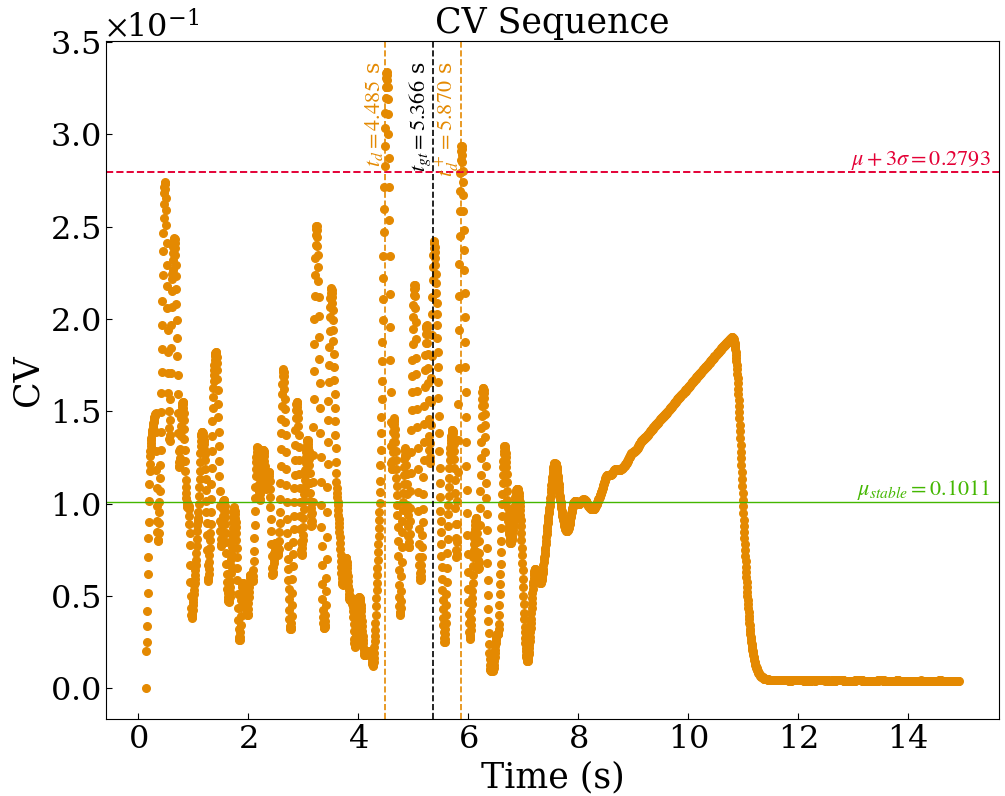 CV Sequence
×10⁻¹
3.5
3.0
2.5
2.0
1.5
1.0
0.5
0.0
CV
t_d = 4.485 s
t_gt = 5.366 s
t_d^+ = 5.870 s
μ + 3σ = 0.2793
μ_stable = 0.1011
0 2 4 6 8 10 12 14
Time (s)